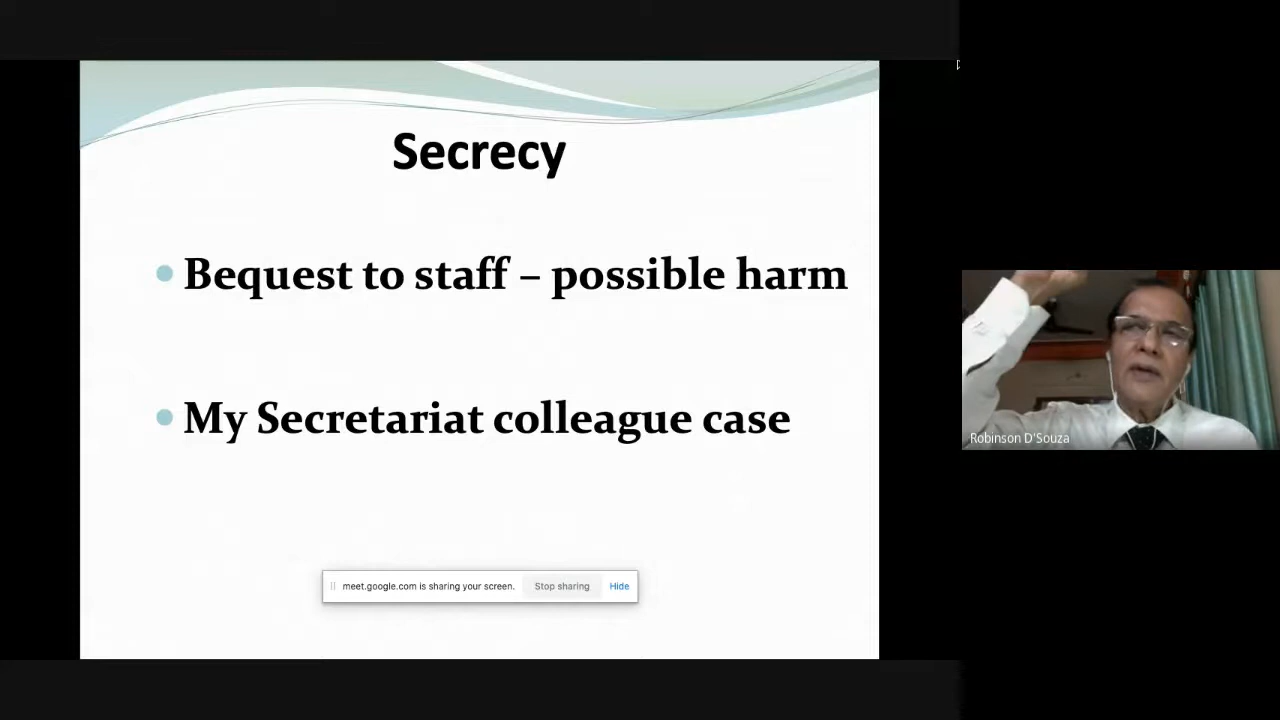 Secrecy
Bequest to staff – possible harm
My Secretariat colleague case
meet.google.com is sharing your screen. Stop sharing Hide
Robinson D'Souza